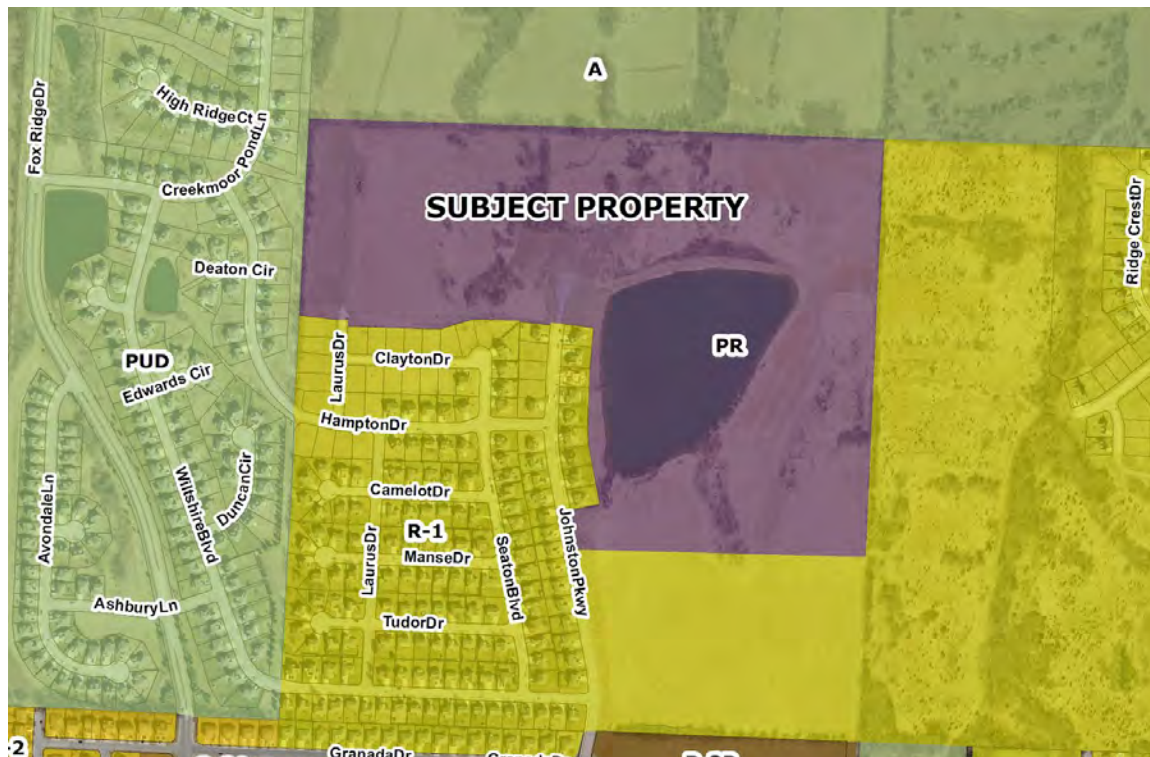 A
Fox RidgeDr
High RidgeCt
Creekmoor PondLn
SUBJECT PROPERTY
Ridge CrestDr
Deaton Cir
PR
LaurusDr
ClaytonDr
PUD
Edwards Cir
HamptonDr
DuncanCir
WiltshireBlvd
AvondaleLn
CamelotDr
R-1
JohnstonPkwy
SeatonBlvd
LaurusDr
ManseDr
AshburyLn
TudorDr
-2
GranadaDr